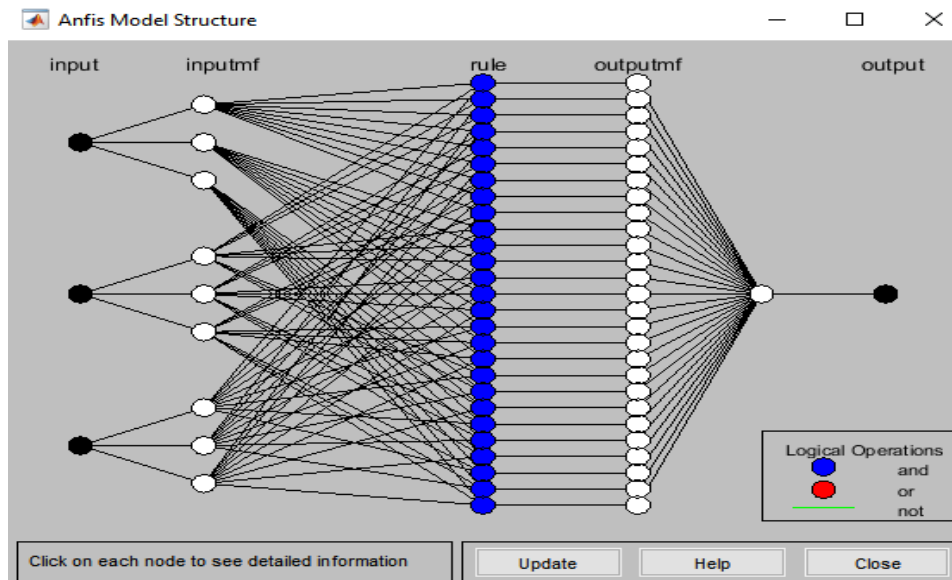 Anfis Model Structure
input inputmf rule outputmf output
Logical Operations
and
or
not
Click on each node to see detailed information
Update Help Close